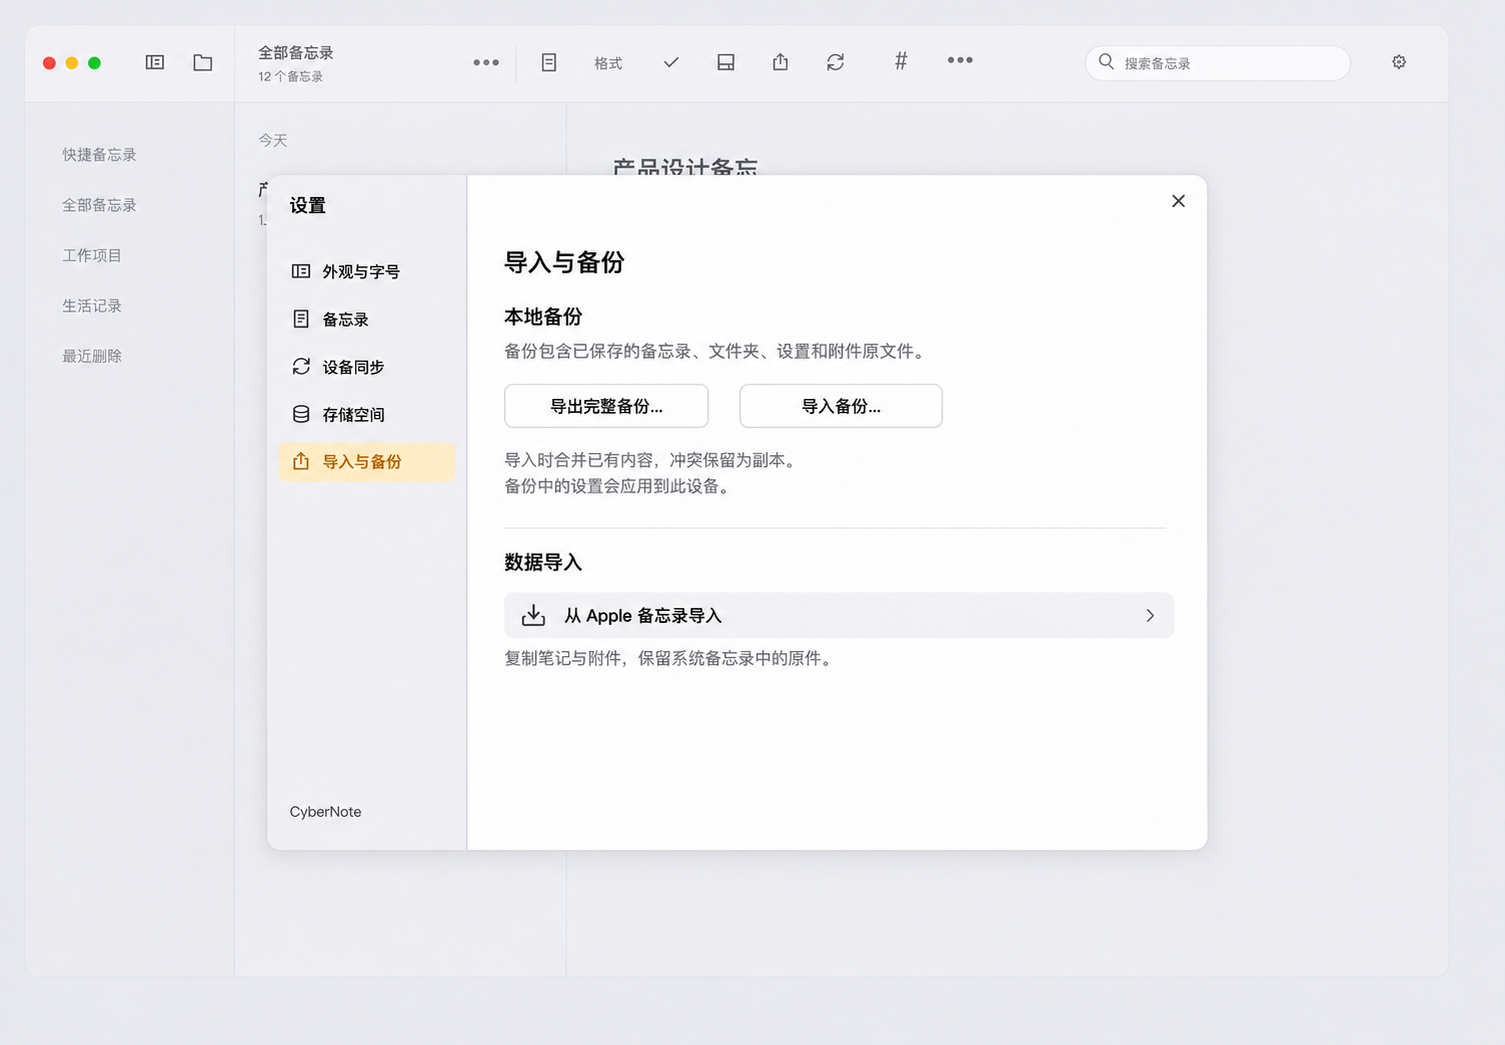 全部备忘录
12 个备忘录
格式
#
搜索备忘录
快捷备忘录
全部备忘录
工作项目
生活记录
最近删除
今天
产品设计备忘
设置
外观与字号
备忘录
设备同步
存储空间
导入与备份
CyberNote
导入与备份
本地备份
备份包含已保存的备忘录、文件夹、设置和附件原文件。
导出完整备份...
导入备份...
导入时合并已有内容，冲突保留为副本。
备份中的设置会应用到此设备。
数据导入
从 Apple 备忘录导入
复制笔记与附件，保留系统备忘录中的原件。